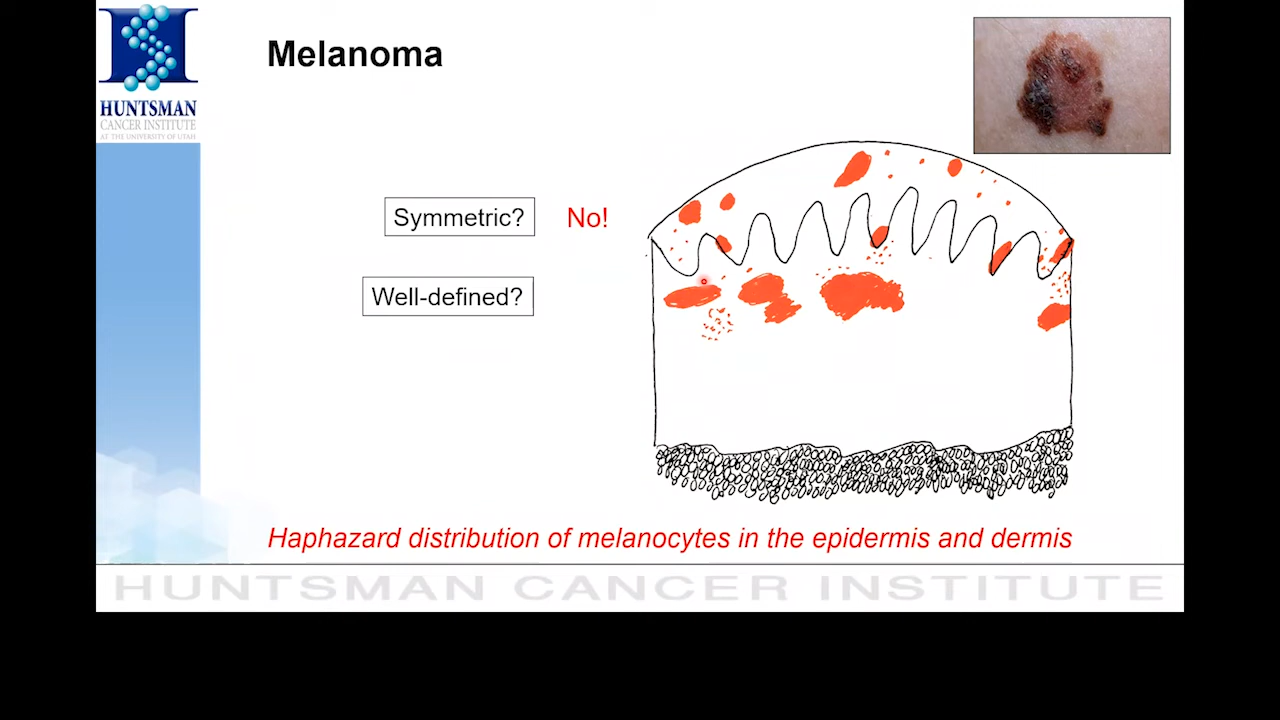 HUNTSMAN
CANCER INSTITUTE
AT THE UNIVERSITY OF UTAH
Melanoma
Symmetric?
No!
Well-defined?
Haphazard distribution of melanocytes in the epidermis and dermis
HUNTSMAN CANCER INSTITUTE